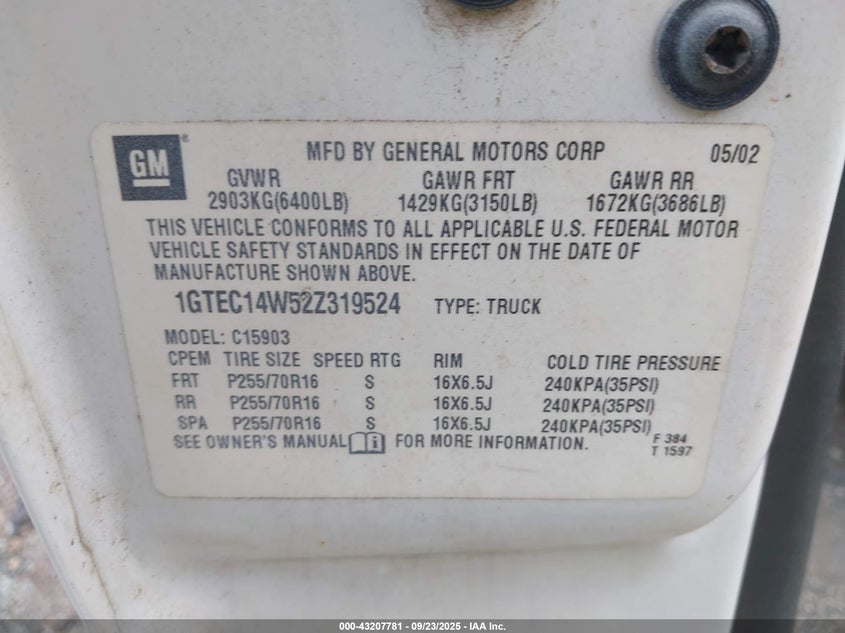 GM® MFD BY GENERAL MOTORS CORP 05/02
GVWR GAWR FRT GAWR RR
2903KG(6400LB) 1429KG(3150LB) 1672KG(3686LB)
THIS VEHICLE CONFORMS TO ALL APPLICABLE U.S. FEDERAL MOTOR
VEHICLE SAFETY STANDARDS IN EFFECT ON THE DATE OF
MANUFACTURE SHOWN ABOVE.
1GTEC14W52Z319524 TYPE: TRUCK
MODEL: C15903
CPEM TIRE SIZE SPEED RTG RIM COLD TIRE PRESSURE
FRT P255/70R16 S 16X6.5J 240KPA(35PSI)
RR P255/70R16 S 16X6.5J 240KPA(35PSI)
SPA P255/70R16 S 16X6.5J 240KPA(35PSI)
SEE OWNER'S MANUAL i FOR MORE INFORMATION.
F 384
T 1597
000-43207781 - 09/23/2025 - IAA Inc.